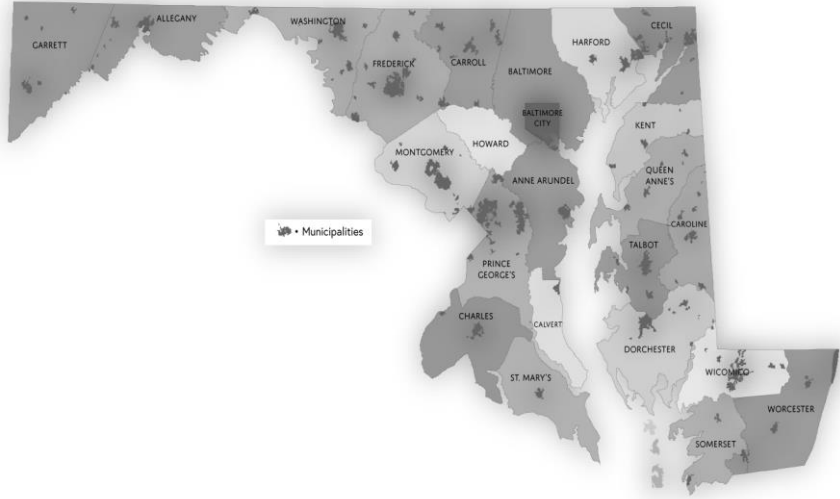 GARRETT
ALLEGANY
WASHINGTON
FREDERICK
CARROLL
BALTIMORE
HARFORD
CECIL
BALTIMORE
CITY
KENT
MONTGOMERY
HOWARD
ANNE ARUNDEL
QUEEN
ANNE'S
CAROLINE
TALBOT
• Municipalities
PRINCE
GEORGE'S
CHARLES
CALVERT
DORCHESTER
ST. MARY'S
WICOMICO
WORCESTER
SOMERSET